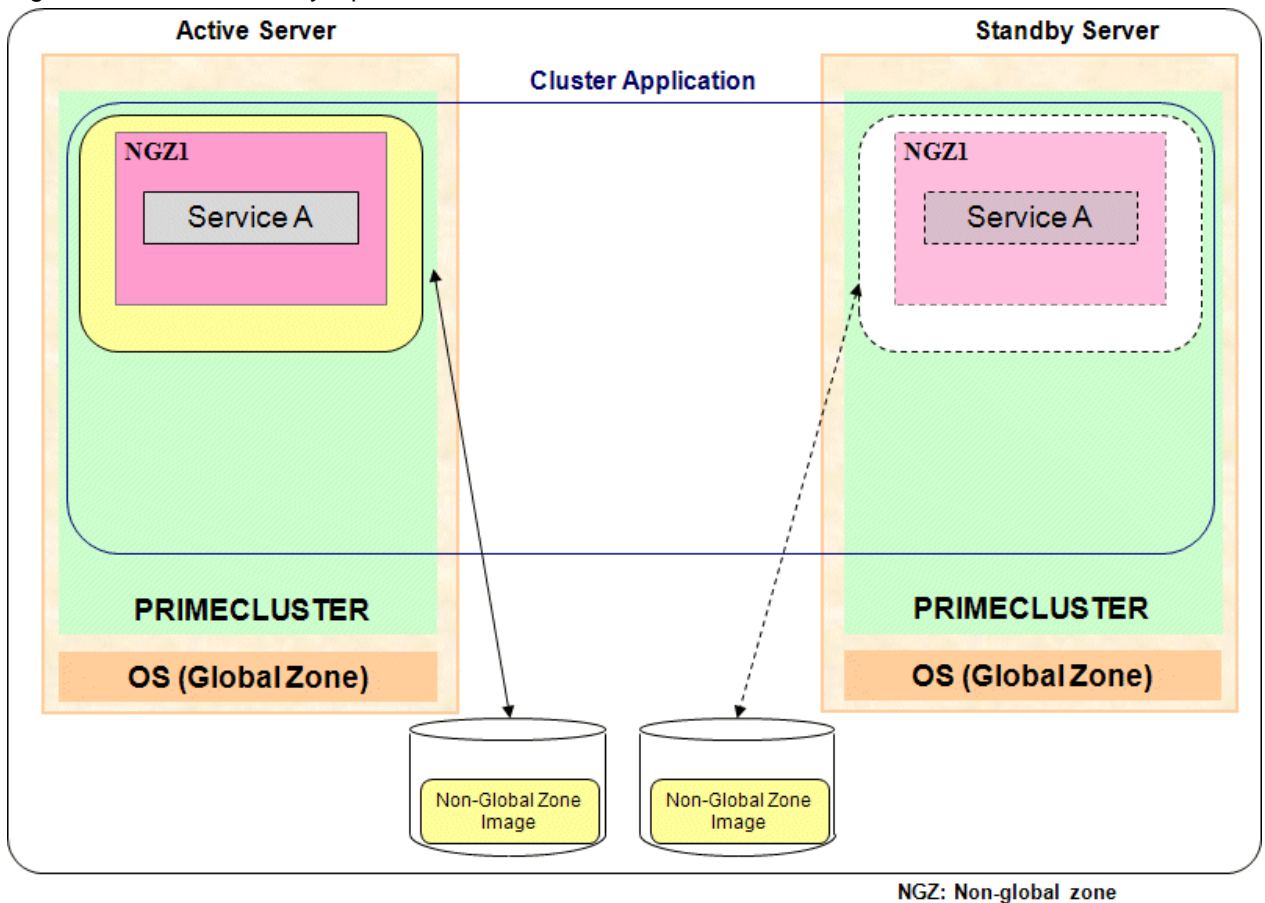 Active Server
Standby Server
Cluster Application
NGZ1
Service A
NGZ1
Service A
PRIMECLUSTER
PRIMECLUSTER
OS (Global Zone)
OS (Global Zone)
Non-Global Zone
Image
Non-Global Zone
Image
NGZ: Non-global zone